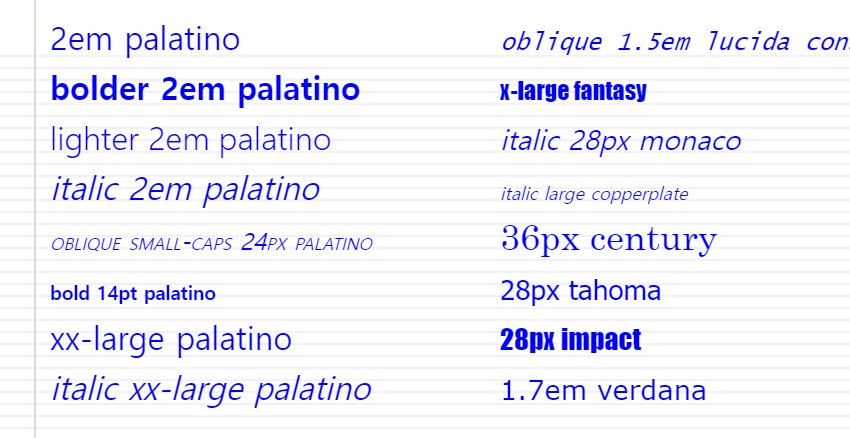 2em palatino
bolder 2em palatino
lighter 2em palatino
italic 2em palatino
OBLIQUE SMALL-CAPS 24PX PALATINO
bold 14pt palatino
xx-large palatino
italic xx-large palatino
oblique 1.5em lucida con
x-large fantasy
italic 28px monaco
italic large copperplate
36px century
28px tahoma
28px impact
1.7em verdana